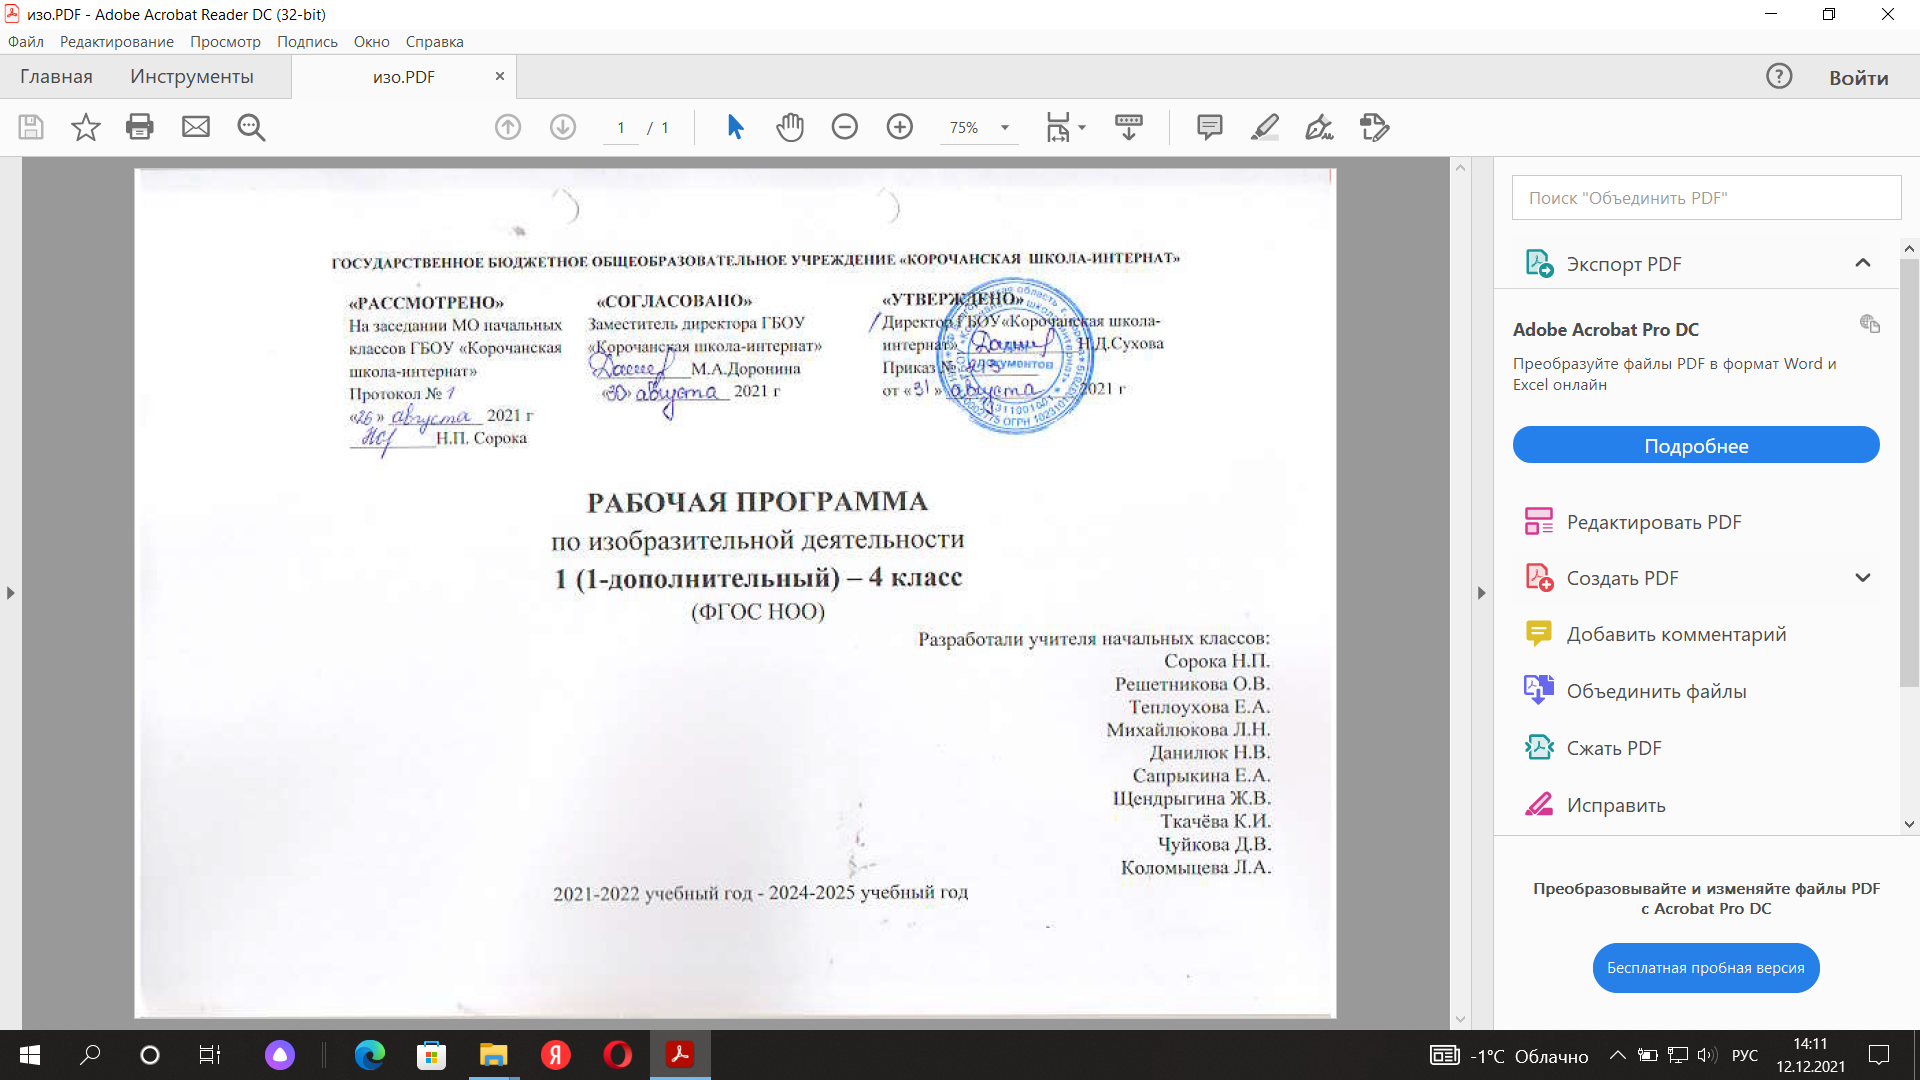 изо.PDF - Adobe Acrobat Reader DC (32-bit)
Файл Редактирование Просмотр Подпись Окно Справка
Главная Инструменты изо.PDF Войти
1 / 1 75%
ГОСУДАРСТВЕННОЕ БЮДЖЕТНОЕ ОБЩЕОБРАЗОВАТЕЛЬНОЕ УЧРЕЖДЕНИЕ «КОРОЧАНСКАЯ ШКОЛА-ИНТЕРНАТ»
«РАССМОТРЕНО»
На заседании МО начальных
классов ГБОУ «Корочанская
школа-интернат»
Протокол № 1
«26» августа 2021 г
Н.П. Сорока
«СОГЛАСОВАНО»
Заместитель директора ГБОУ
«Корочанская школа-интернат»
М.А.Доронина
«30» августа 2021 г
«УТВЕРЖДЕНО»
Директор ГБОУ«Корочанская школа-
интернат» Н.Д.Сухова
Приказ №
от «31» августа 2021 г
документов
РАБОЧАЯ ПРОГРАММА
по изобразительной деятельности
1 (1-дополнительный) – 4 класс
(ФГОС НОО)
Разработали учителя начальных классов:
Сорока Н.П.
Решетникова О.В.
Теплоухова Е.А.
Михайлюкова Л.Н.
Данилюк Н.В.
Сапрыкина Е.А.
Щендрыгина Ж.В.
Ткачёва К.И.
Чуйкова Д.В.
Коломыцева Л.А.
2021-2022 учебный год - 2024-2025 учебный год
Поиск "Объединить PDF"
Экспорт PDF
Adobe Acrobat Pro DC
Преобразуйте файлы PDF в формат Word и
Excel онлайн
Подробнее
Редактировать PDF
Создать PDF
Добавить комментарий
Объединить файлы
Сжать PDF
Исправить
Преобразовывайте и изменяйте файлы PDF
с Acrobat Pro DC
Бесплатная пробная версия
-1°C Облачно РУС 14:11
12.12.2021